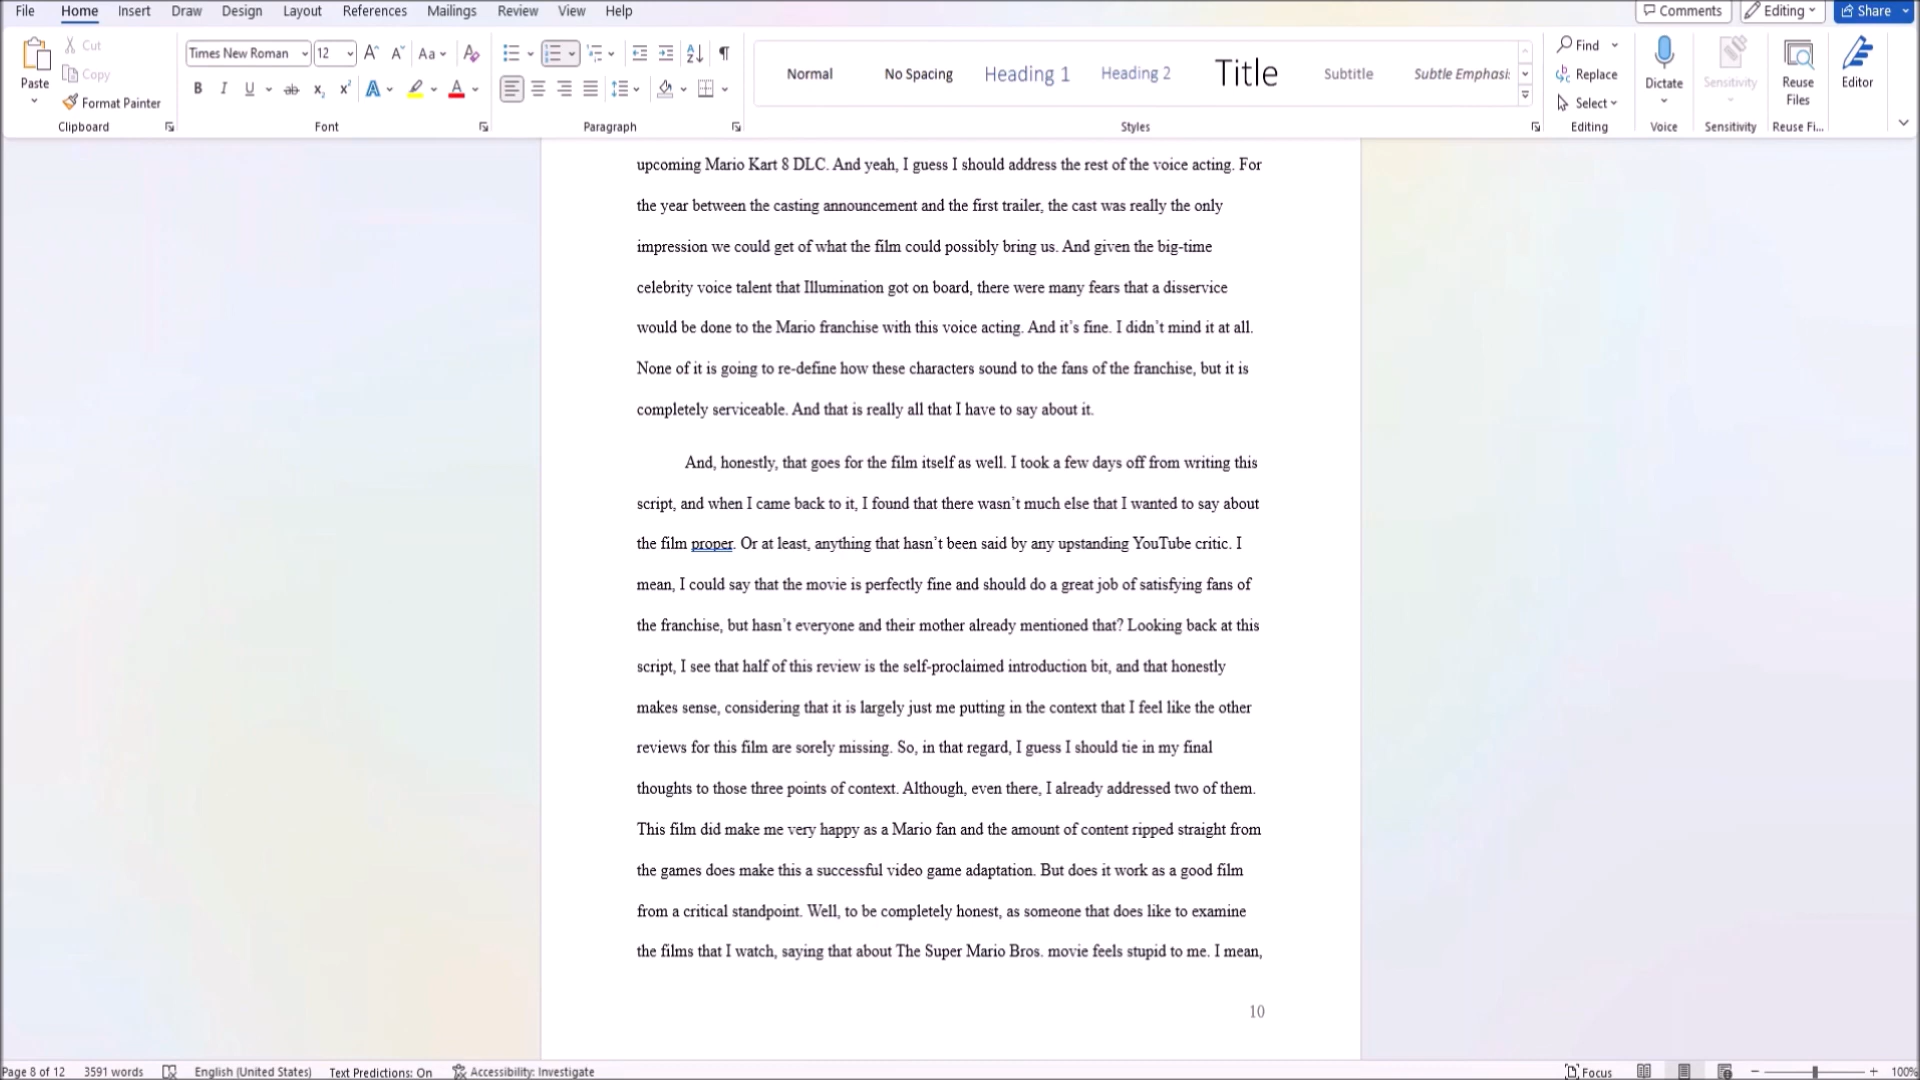 File Home Insert Draw Design Layout References Mailings Review View Help
Comments Editing Share
Paste Cut Copy Format Painter
Times New Roman 12
Normal No Spacing Heading 1 Heading 2 Title Subtitle Subtle Emphasi:
Find Replace Select
Dictate Sensitivity Reuse Files Editor
Clipboard Font Paragraph Styles Editing Voice Sensitivity Reuse Fi...
upcoming Mario Kart 8 DLC. And yeah, I guess I should address the rest of the voice acting. For
the year between the casting announcement and the first trailer, the cast was really the only
impression we could get of what the film could possibly bring us. And given the big-time
celebrity voice talent that Illumination got on board, there were many fears that a disservice
would be done to the Mario franchise with this voice acting. And it’s fine. I didn’t mind it at all.
None of it is going to re-define how these characters sound to the fans of the franchise, but it is
completely serviceable. And that is really all that I have to say about it.
And, honestly, that goes for the film itself as well. I took a few days off from writing this
script, and when I came back to it, I found that there wasn’t much else that I wanted to say about
the film proper. Or at least, anything that hasn’t been said by any upstanding YouTube critic. I
mean, I could say that the movie is perfectly fine and should do a great job of satisfying fans of
the franchise, but hasn’t everyone and their mother already mentioned that? Looking back at this
script, I see that half of this review is the self-proclaimed introduction bit, and that honestly
makes sense, considering that it is largely just me putting in the context that I feel like the other
reviews for this film are sorely missing. So, in that regard, I guess I should tie in my final
thoughts to those three points of context. Although, even there, I already addressed two of them.
This film did make me very happy as a Mario fan and the amount of content ripped straight from
the games does make this a successful video game adaptation. But does it work as a good film
from a critical standpoint. Well, to be completely honest, as someone that does like to examine
the films that I watch, saying that about The Super Mario Bros. movie feels stupid to me. I mean,
10
Page 8 of 12 3591 words English (United States) Text Predictions: On Accessibility: Investigate Focus 100%